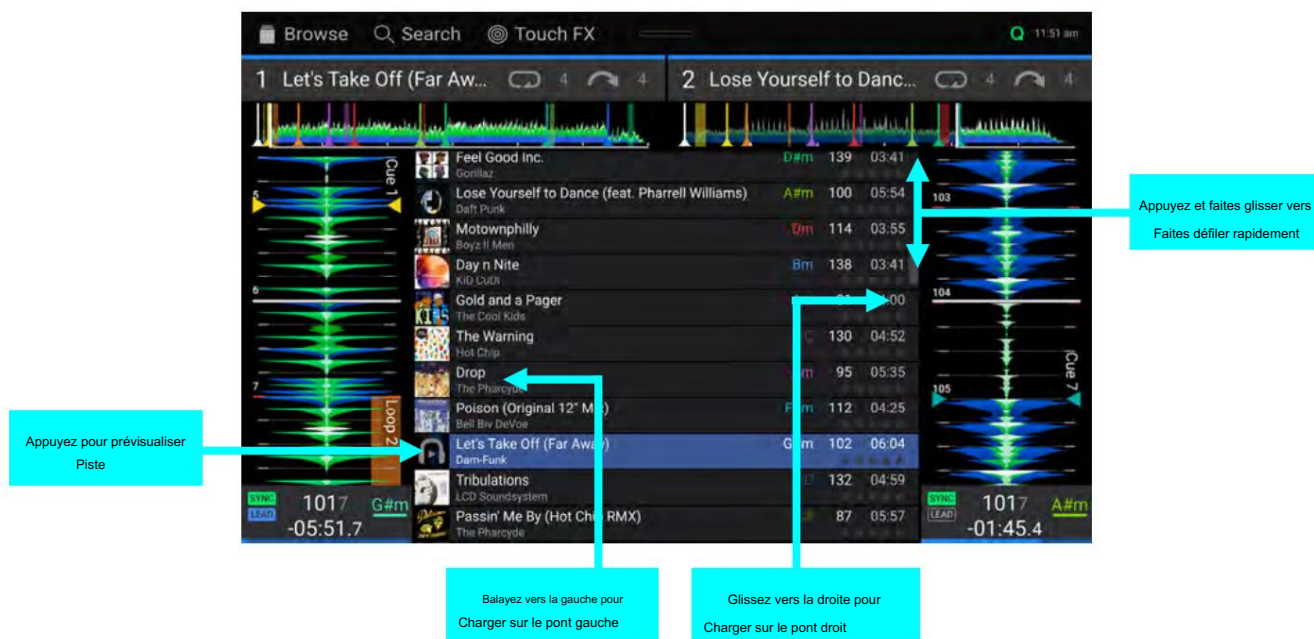 Browse Search Touch FX Q 11:51 am
1 Let's Take Off (Far Aw... 4 4 2 Lose Yourself to Danc... 4 4
Cue 1
5
6
7
Loop 2
Feel Good Inc. D#m 139 03:41
Gorillaz
Lose Yourself to Dance (feat. Pharrell Williams) A#m 100 05:54
Daft Punk
Motownphilly Dm 114 03:55
Boyz II Men
Day n Nite Bm 138 03:41
KiD CuDi
Gold and a Pager
The Cool Kids
The Warning 130 04:52
Hot Chip
Drop 95 05:35
The Pharcyde
Poison (Original 12" 112 04:25
Bell Biv DeVoe
Let's Take Off (Far Away) 102 06:04
Dam-Funk
Tribulations 132 04:59
LCD Soundsystem
Passin' Me By (Hot Chip RMX) 87 05:57
The Pharcyde
103
104
105
Cue 7
SYNC
LEAD
1017 G#m
-05:51.7
SYNC
LEAD
1017 A#m
-01:45.4
Appuyez et faites glisser vers
Faites défiler rapidement
Appuyez pour prévisualiser
Piste
Balayez vers la gauche pour
Charger sur le pont gauche
Glissez vers la droite pour
Charger sur le pont droit